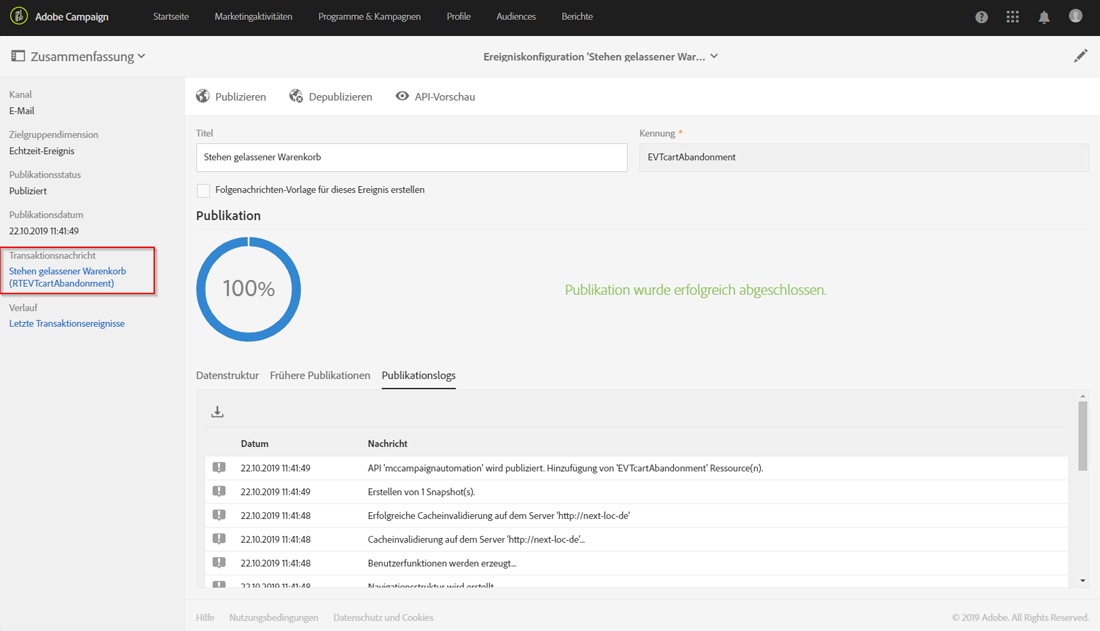 Adobe Campaign
Startseite
Marketingaktivitäten
Programme & Kampagnen
Profile
Audiences
Berichte
Zusammenfassung
Ereigniskonfiguration 'Stehen gelassener War...
Kanal
E-Mail
Zielgruppendimension
Echtzeit-Ereignis
Publikationsstatus
Publiziert
Publikationsdatum
22.10.2019 11:41:49
Transaktionsnachricht
Stehen gelassener Warenkorb
(RTEVTcartAbandonment)
Verlauf
Letzte Transaktionsereignisse
Publizieren
Depublizieren
API-Vorschau
Titel
Kennung *
Stehen gelassener Warenkorb
EVTcartAbandonment
Folgenachrichten-Vorlage für dieses Ereignis erstellen
Publikation
100%
Publikation wurde erfolgreich abgeschlossen.
Datenstruktur
Frühere Publikationen
Publikationslogs
Datum
Nachricht
22.10.2019 11:41:49
API 'mccampaignautomation' wird publiziert. Hinzufügung von 'EVTcartAbandonment' Ressource(n).
22.10.2019 11:41:49
Erstellen von 1 Snapshot(s).
22.10.2019 11:41:48
Erfolgreiche Cacheinvalidierung auf dem Server 'http://next-loc-de'
22.10.2019 11:41:48
Cacheinvalidierung auf dem Server 'http://next-loc-de'...
22.10.2019 11:41:48
Benutzerfunktionen werden erzeugt...
22.10.2019 11:41:48
Navigationsstruktur wird erstellt
Hilfe
Nutzungsbedingungen
Datenschutz und Cookies
© 2019 Adobe. All Rights Reserved.